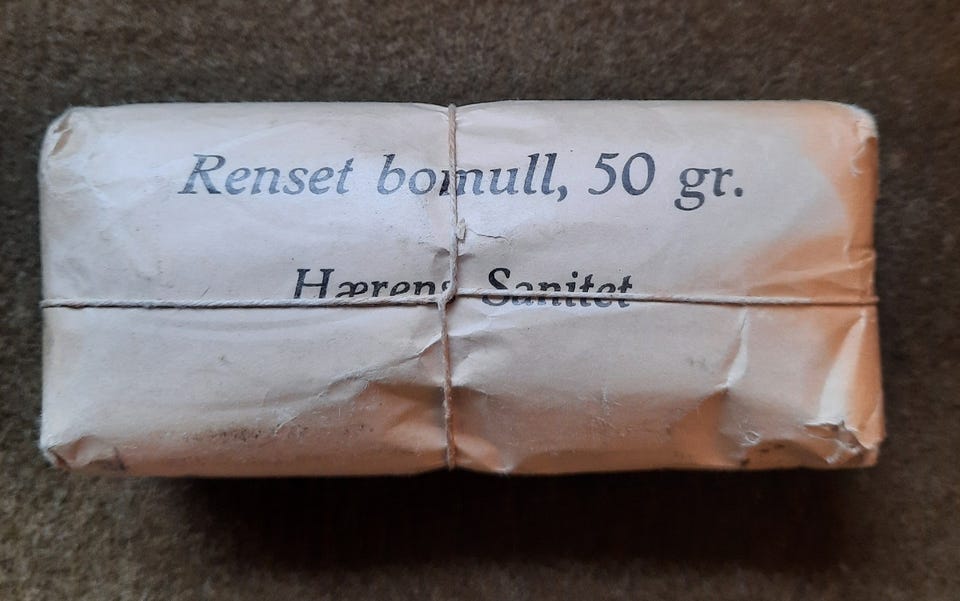 Renset bomull, 50 gr.
Hærens Sanitet